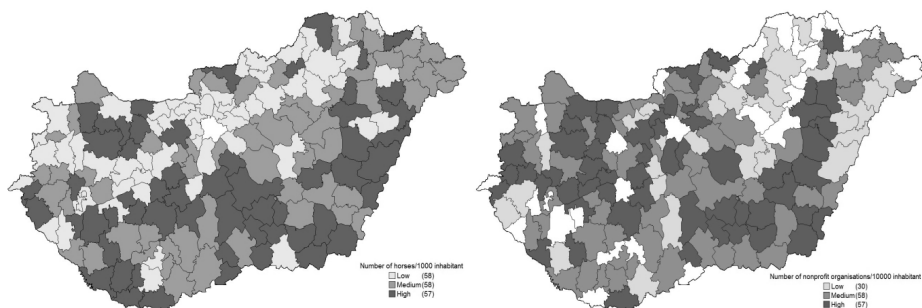 Number of horses/1000 inhabitant
Low (58)
Medium (58)
High (57)
Number of nonprofit organisations/10000 inhabitant
Low (30)
Medium (58)
High (57)